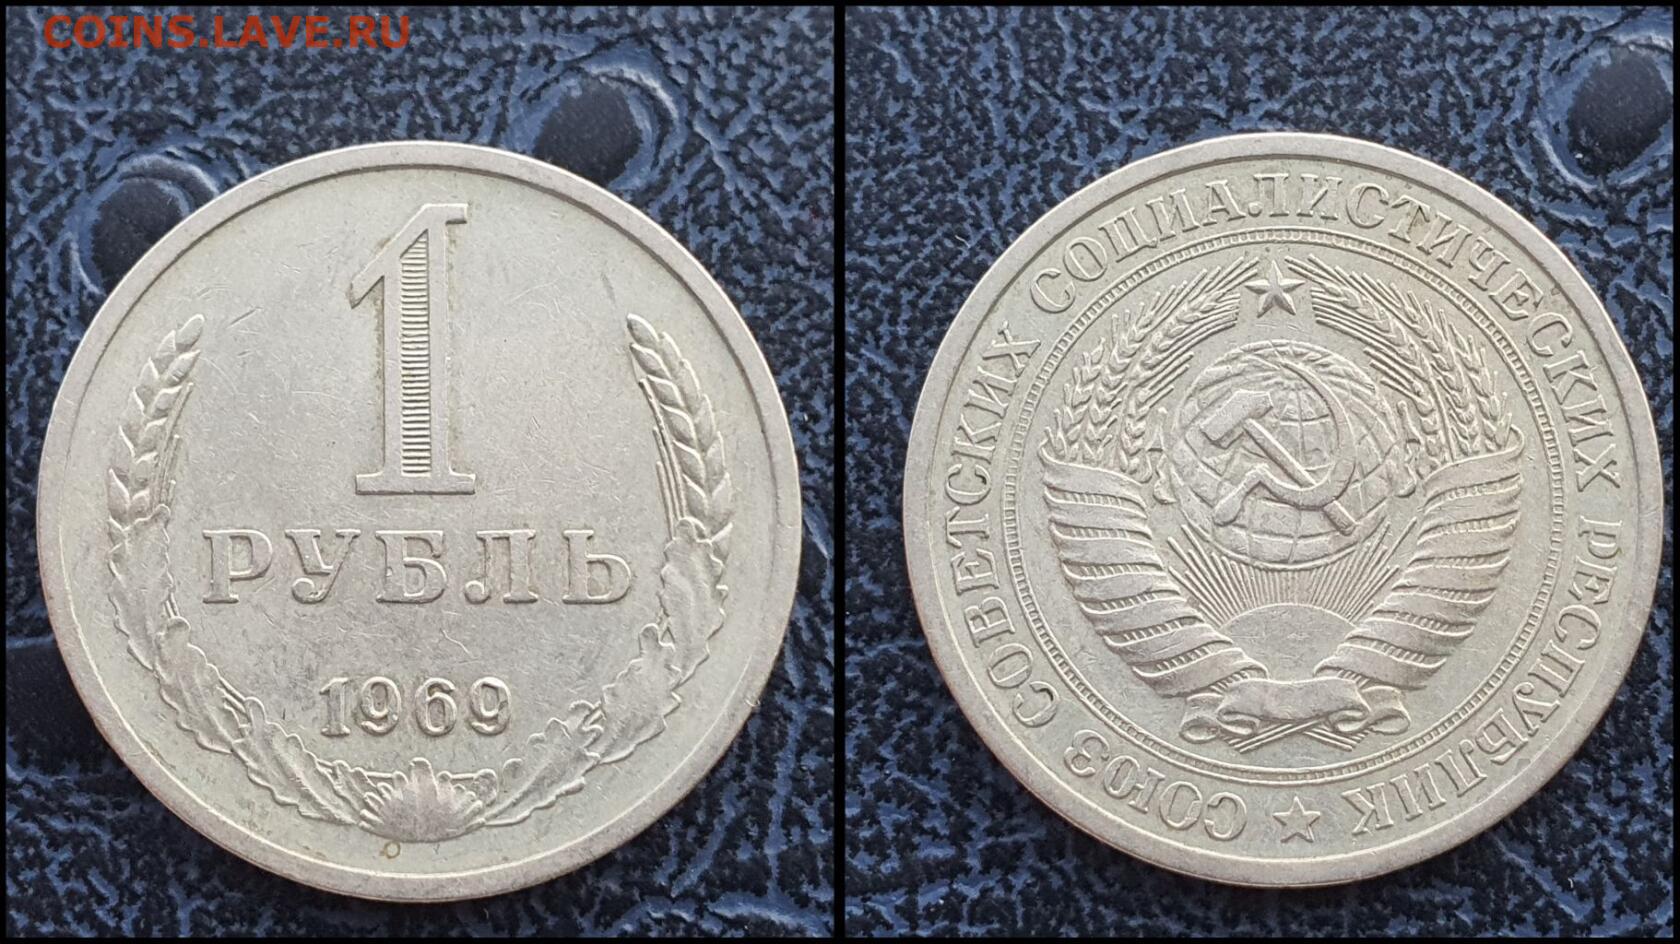 COINS.LAVE.RU
1
РУБЛЬ
1969
СОЮЗ СОВЕТСКИХ СОЦИАЛИСТИЧЕСКИХ РЕСПУБЛИК